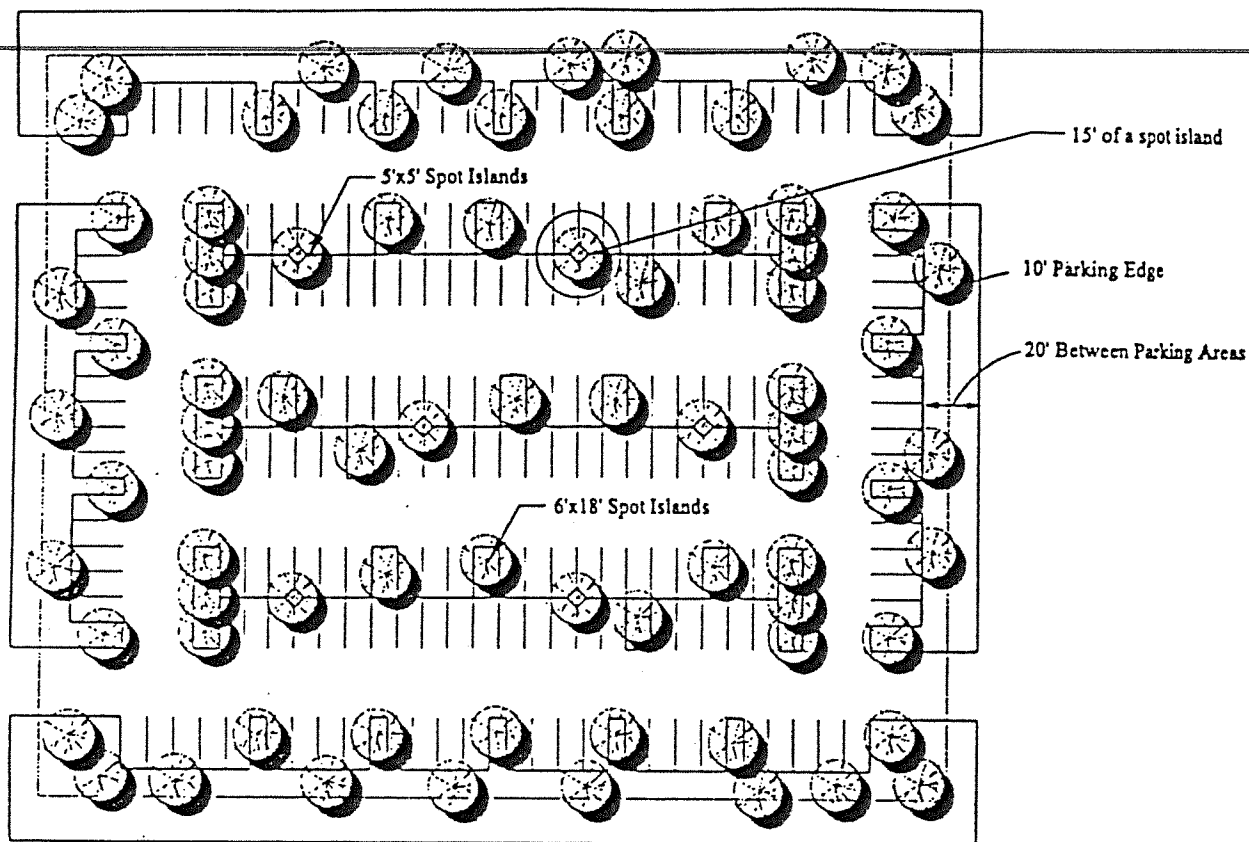 15' of a spot island
5'x5' Spot Islands
10' Parking Edge
20' Between Parking Areas
6'x18' Spot Islands